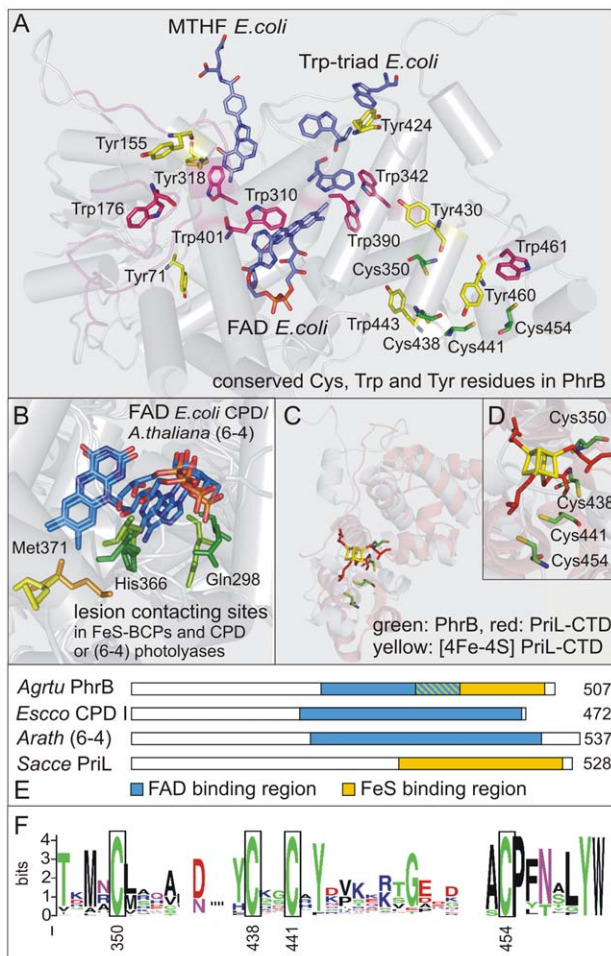 A
MTHF E.coli
Trp-triad E.coli
Tyr155
Tyr318
Tyr424
Trp176
Trp310
Trp342
Tyr430
Trp401
Trp390
Trp461
Tyr71
Cys350
Tyr460
FAD E.coli
Trp443
Cys438
Cys441
Cys454
conserved Cys, Trp and Tyr residues in PhrB
B
FAD E.coli CPD/
A.thaliana (6-4)
Met371
His366
Gln298
lesion contacting sites
in FeS-BCPs and CPD
or (6-4) photolyases
C
green: PhrB, red: PriL-CTD
yellow: [4Fe-4S] PriL-CTD
D
Cys350
Cys438
Cys441
Cys454
Agrtu PhrB 507
Escco CPD I 472
Arath (6-4) 537
Sacce PriL 528
E FAD binding region FeS binding region
F
bits
4
3
2
1
0
350
438
441
454